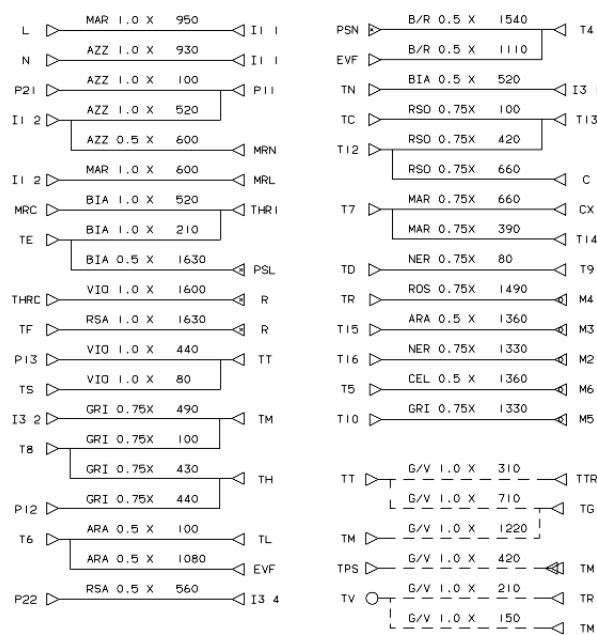 L MAR 1.0 X 950 I1 1
N AZZ 1.0 X 930 I1 1
P21 AZZ 1.0 X 100 P11
I1 2 AZZ 1.0 X 520
AZZ 0.5 X 600 MRN
I1 2 MAR 1.0 X 600 MRL
MRC BIA 1.0 X 520 THR1
TE BIA 1.0 X 210
BIA 0.5 X 1630 PSL
THRC VIO 1.0 X 1600 R
TF RSA 1.0 X 1630 R
P13 VIO 1.0 X 440 TT
TS VIO 1.0 X 80
I3 2 GRI 0.75X 490 TM
T8 GRI 0.75X 100
GRI 0.75X 430 TH
P12 GRI 0.75X 440
T6 ARA 0.5 X 100 TL
ARA 0.5 X 1080 EVF
P22 RSA 1.0 X 560 I3 4
PSN B/R 0.5 X 1540 T4
EVF B/R 0.5 X 1110
TN BIA 0.5 X 520 I3
TC RSO 0.75X 100 T13
T12 RSO 0.75X 420
RSO 0.75X 660 C
T7 MAR 0.75X 660 CX
MAR 0.75X 390 T14
TD NER 0.75X 80 T9
TR ROS 0.75X 1490 M4
T15 ARA 0.5 X 1360 M3
T16 NER 0.75X 1330 M2
T5 CEL 0.5 X 1360 M6
T10 GRI 0.75X 1330 M5
TT G/V 1.0 X 310 TTR
G/V 1.0 X 710 TG
TM G/V 1.0 X 1220
TPS G/V 1.0 X 420 TM
TV G/V 1.0 X 210 TR
G/V 1.0 X 150 TM